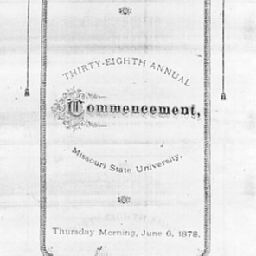 THIRTY-EIGHTH ANNUAL
Commencement,
Missouri State University.
Thursday Morning, June 6, 1878.